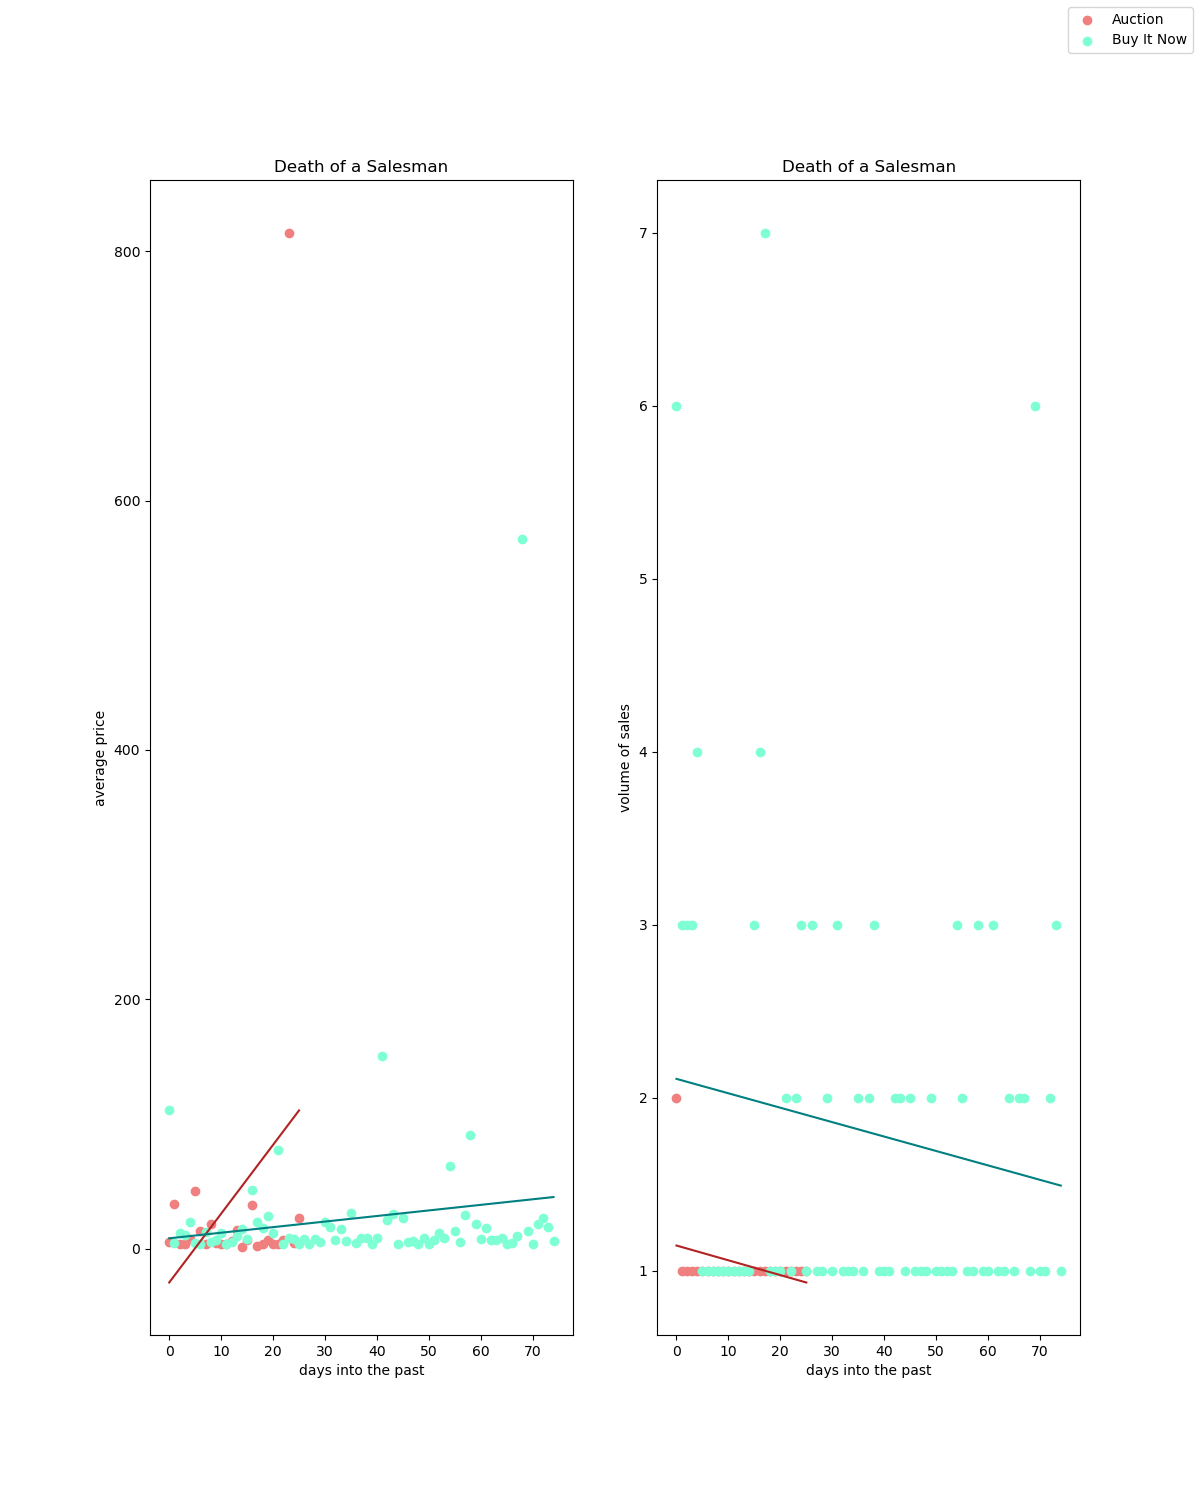 Auction
Buy It Now
Death of a Salesman
Death of a Salesman
800
600
400
200
0
average price
0 10 20 30 40 50 60 70
days into the past
7
6
5
4
3
2
1
volume of sales
0 10 20 30 40 50 60 70
days into the past